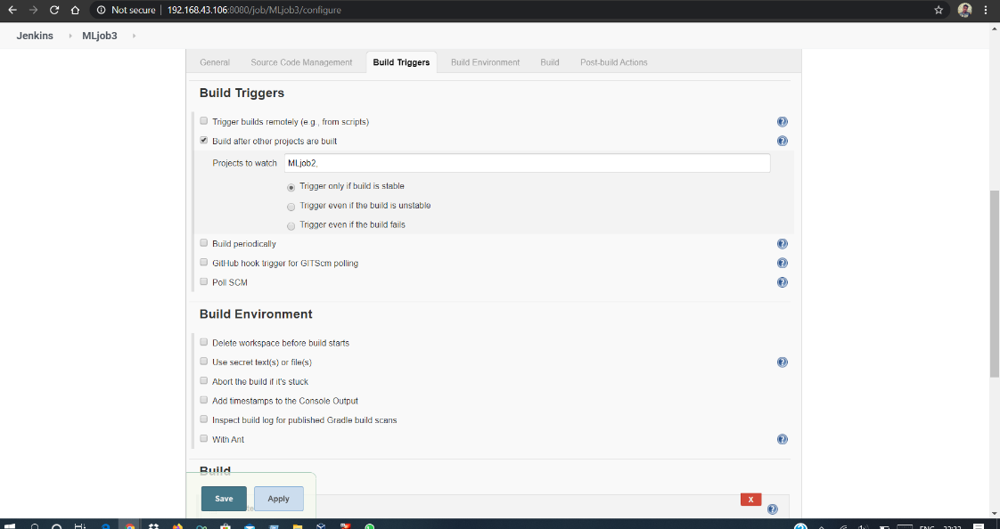 Not secure | 192.168.43.106:8080/job/MLjob3/configure
Jenkins MLjob3
General Source Code Management Build Triggers Build Environment Build Post-build Actions
Build Triggers
Trigger builds remotely (e.g., from scripts)
Build after other projects are built
Projects to watch MLjob2,
Trigger only if build is stable
Trigger even if the build is unstable
Trigger even if the build fails
Build periodically
GitHub hook trigger for GITScm polling
Poll SCM
Build Environment
Delete workspace before build starts
Use secret text(s) or file(s)
Abort the build if it's stuck
Add timestamps to the Console Output
Inspect build log for published Gradle build scans
With Ant
Build
X
Save Apply
ENG